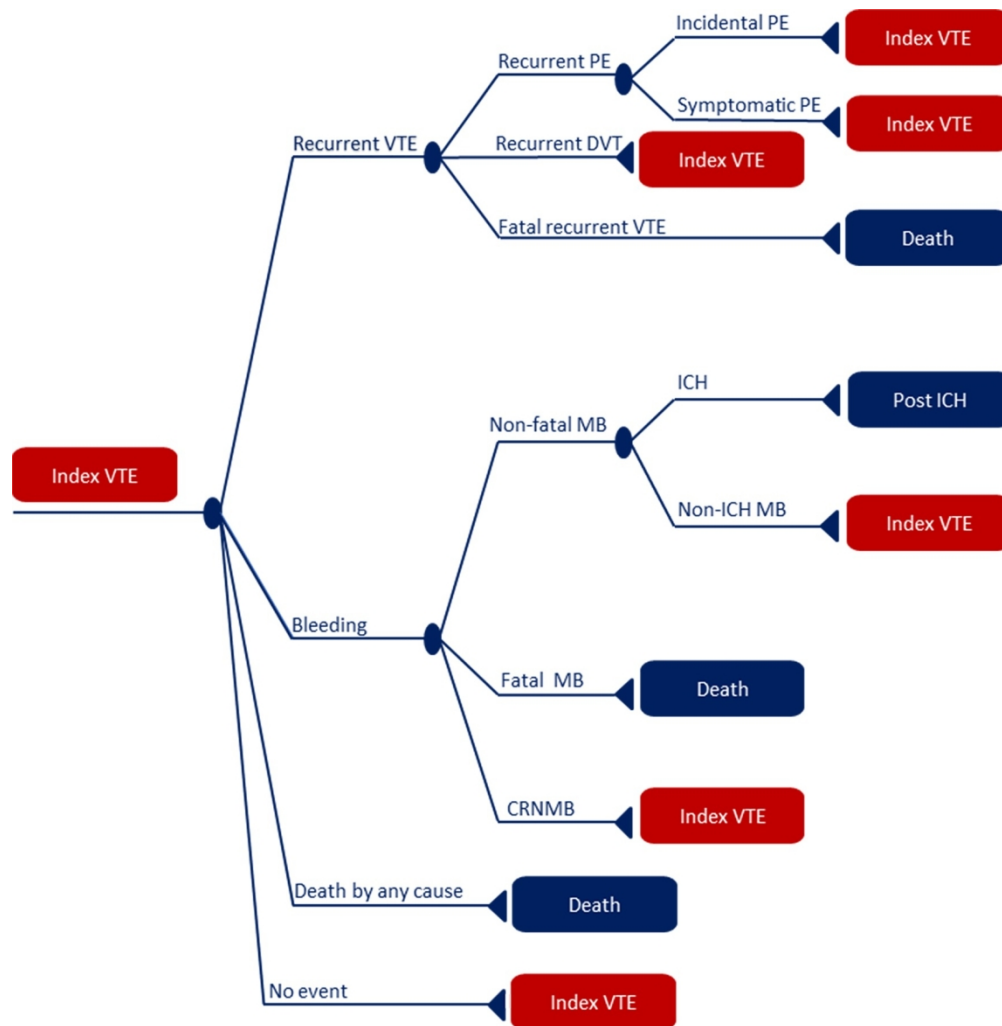 Incidental PE
Index VTE
Recurrent PE
Symptomatic PE
Index VTE
Recurrent VTE
Recurrent DVT
Index VTE
Fatal recurrent VTE
Death
ICH
Post ICH
Non-fatal MB
Index VTE
Non-ICH MB
Index VTE
Bleeding
Fatal MB
Death
CRNMB
Index VTE
Death by any cause
Death
No event
Index VTE